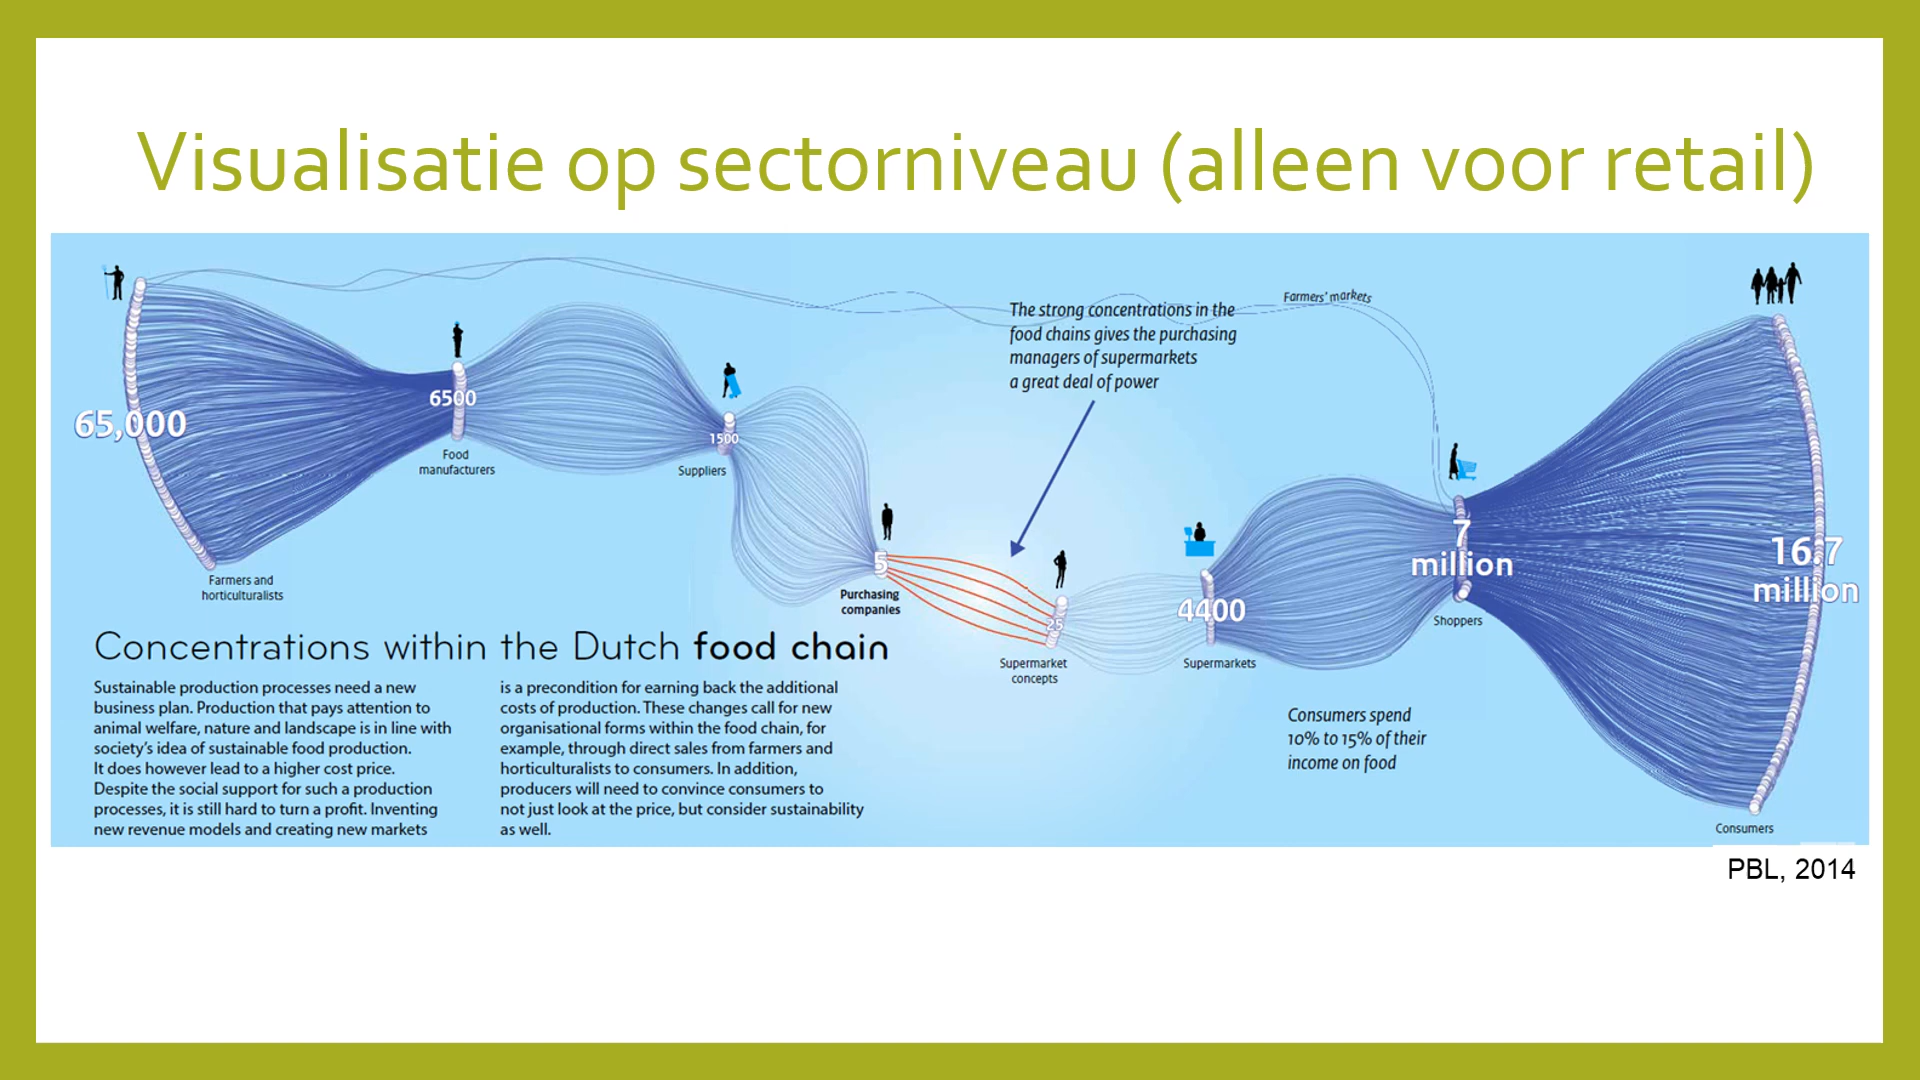 Visualisatie op sectorniveau (alleen voor retail)
65,000
Farmers and
horticulturalists
6500
Food
manufacturers
1500
Suppliers
5
Purchasing
companies
The strong concentrations in the
food chains gives the purchasing
managers of supermarkets
a great deal of power
25
Supermarket
concepts
4400
Supermarkets
Farmers' markets
7
million
Shoppers
Consumers spend
10% to 15% of their
income on food
16.7
million
Consumers
Concentrations within the Dutch food chain
Sustainable production processes need a new
business plan. Production that pays attention to
animal welfare, nature and landscape is in line with
society's idea of sustainable food production.
It does however lead to a higher cost price.
Despite the social support for such a production
processes, it is still hard to turn a profit. Inventing
new revenue models and creating new markets
is a precondition for earning back the additional
costs of production. These changes call for new
organisational forms within the food chain, for
example, through direct sales from farmers and
horticulturalists to consumers. In addition,
producers will need to convince consumers to
not just look at the price, but consider sustainability
as well.
PBL, 2014